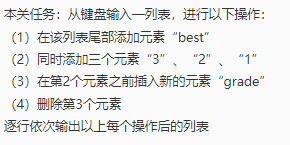 本关任务：从键盘输入一列表，进行以下操作：
（1）在该列表尾部添加元素“best”
（2）同时添加三个元素“3”、“2”、“1”
（3）在第2个元素之前插入新的元素“grade”
（4）删除第3个元素
逐行依次输出以上每个操作后的列表